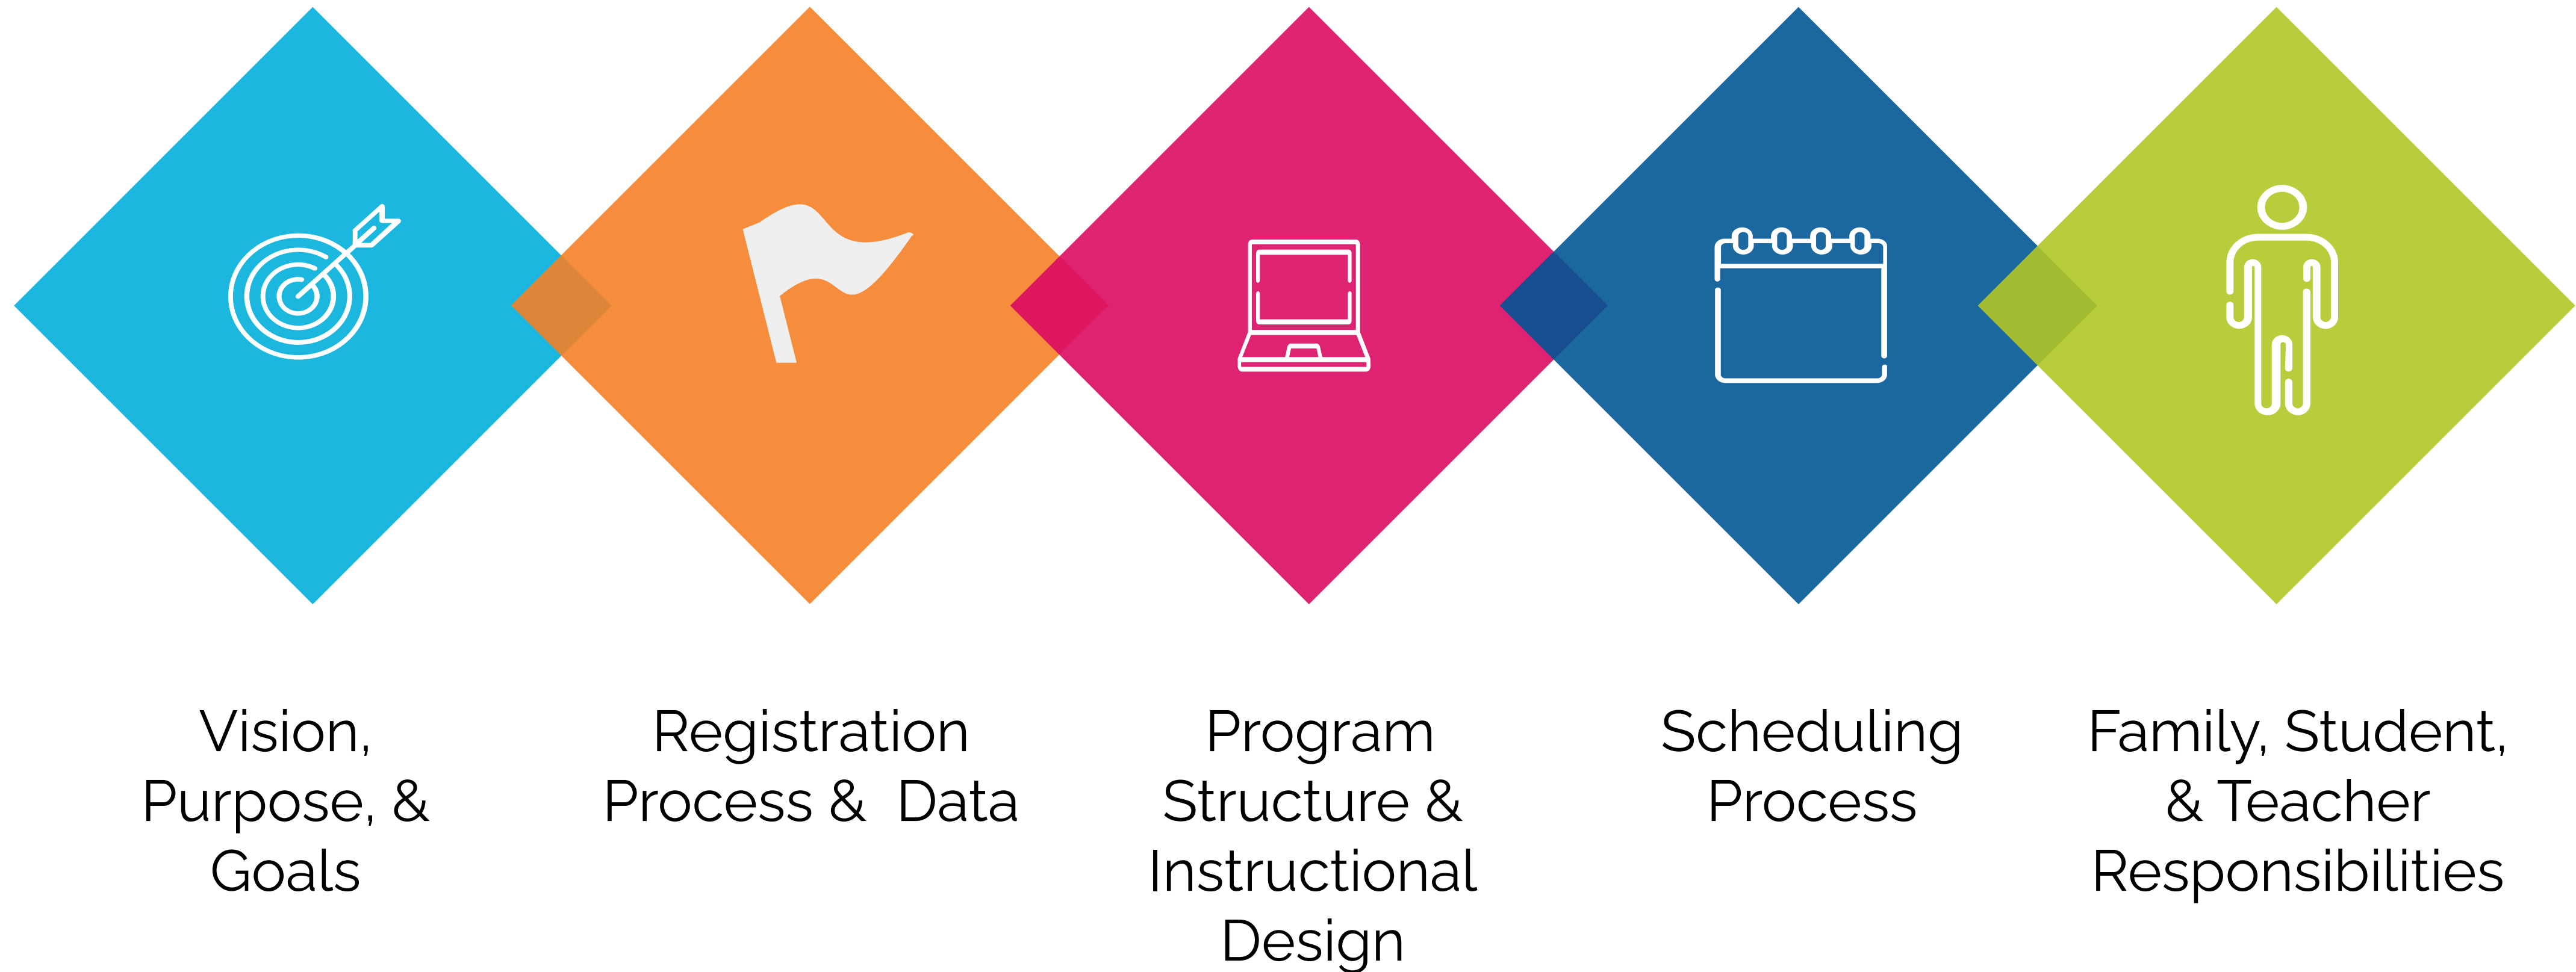 Vision,
Purpose, &
Goals
Registration
Process &  Data
Program
Structure &
Instructional
Design
Scheduling
Process
Family, Student,
& Teacher
Responsibilities